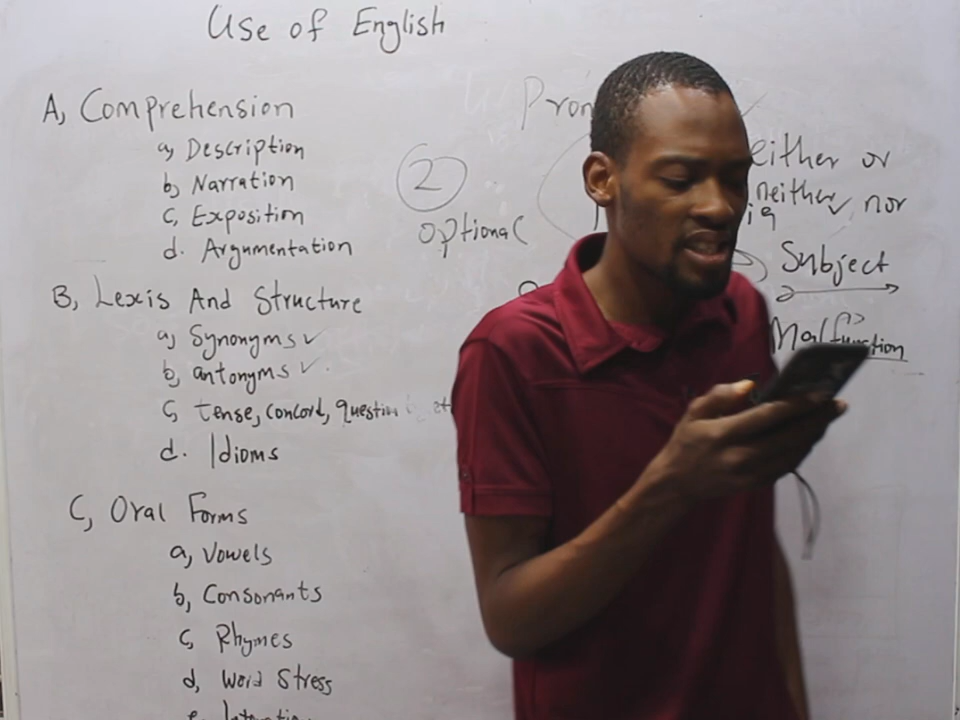 Use of English
A, Comprehension
a, Description
b, Narration
c, Exposition
d. Argumentation
B, Lexis And Structure
a, Synonyms ✓
b, antonyms ✓.
c, tense, concord,
d. Idioms
C, Oral Forms
a, Vowels
b, Consonants
c, Rhymes
d, Word Stress
e.
2
optional
either or
neither nor
Subject
Malfunction